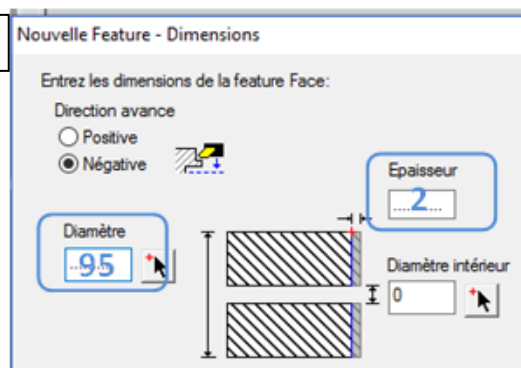 Nouvelle Feature - Dimensions
Entrez les dimensions de la feature Face:
Direction avance
Positive
Négative
Epaisseur
....2....
Diamètre
...95
Diamètre intérieur
0